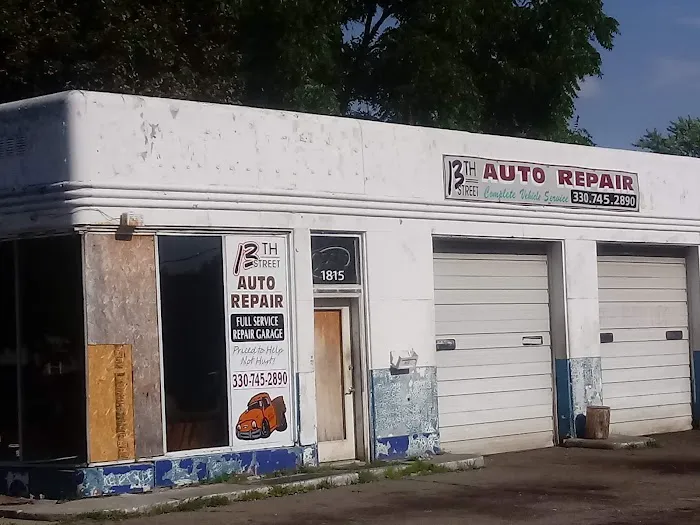 13TH
STREET
AUTO REPAIR
Complete Vehicle Service
330.745.2890
13TH
STREET
AUTO
REPAIR
FULL SERVICE
REPAIR GARAGE
Priced to Help
Not Hurt!
330-745-2890
1815